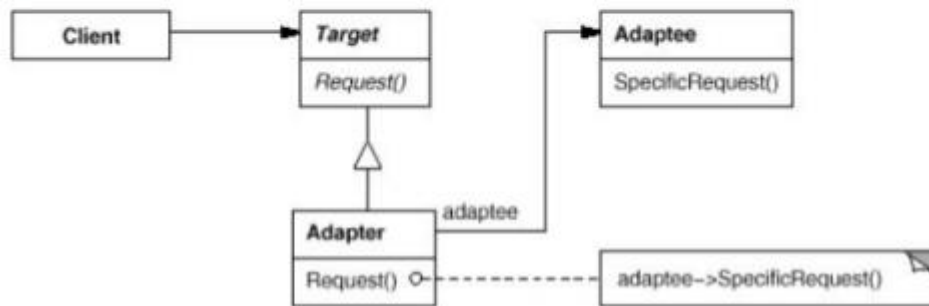 Client
Target
Request()
Adaptee
SpecificRequest()
adaptee
Adapter
Request()
adaptee->SpecificRequest()